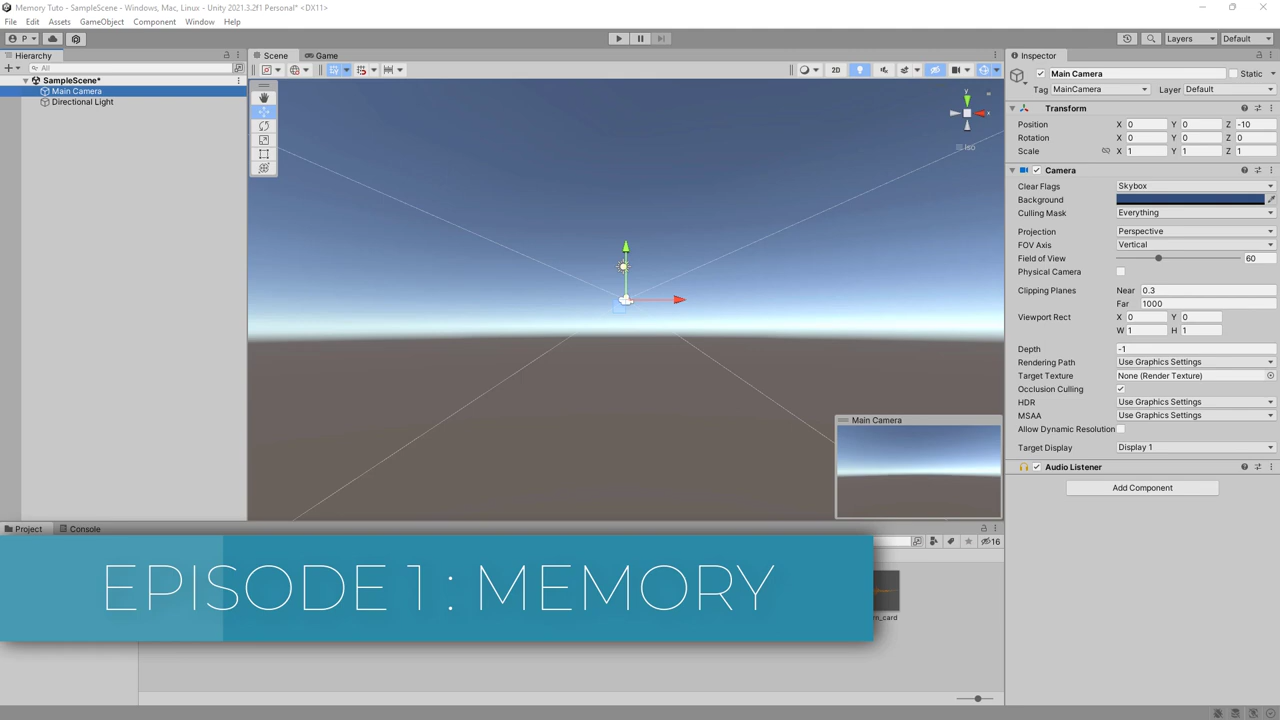 Memory Tuto - SampleScene - Windows, Mac, Linux - Unity 2021.3.2f1 Personal* <DX11>
File Edit Assets GameObject Component Window Help
P Layers Default
Hierarchy
All
SampleScene*
Main Camera
Directional Light
Scene Game
2D
y
x
Iso
Main Camera
Inspector
Main Camera Static
Tag MainCamera Layer Default
Transform
Position X 0 Y 0 Z -10
Rotation X 0 Y 0 Z 0
Scale X 1 Y 1 Z 1
Camera
Clear Flags Skybox
Background
Culling Mask Everything
Projection Perspective
FOV Axis Vertical
Field of View 60
Physical Camera
Clipping Planes Near 0.3
Far 1000
Viewport Rect X 0 Y 0
W 1 H 1
Depth -1
Rendering Path Use Graphics Settings
Target Texture None (Render Texture)
Occlusion Culling
HDR Use Graphics Settings
MSAA Use Graphics Settings
Allow Dynamic Resolution
Target Display Display 1
Audio Listener
Add Component
Project Console
16
EPISODE 1 : MEMORY